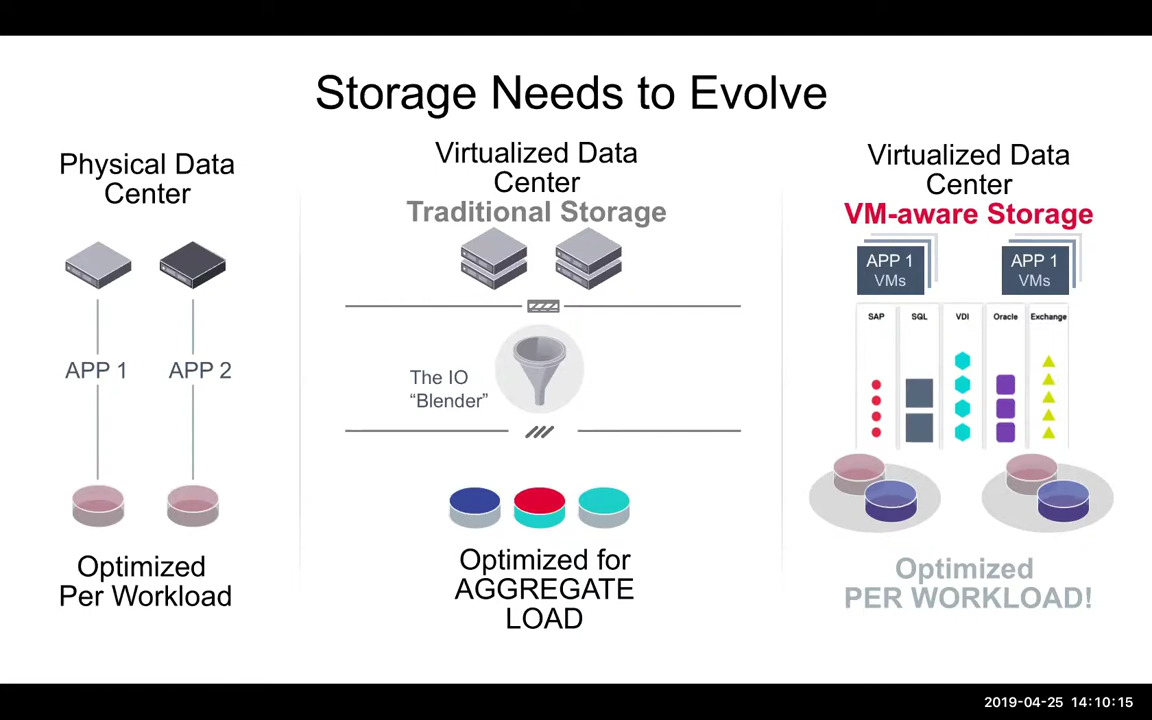 Storage Needs to Evolve
Physical Data
Center
APP 1
APP 2
Optimized
Per Workload
Virtualized Data
Center
Traditional Storage
The IO
“Blender”
Optimized for
AGGREGATE
LOAD
Virtualized Data
Center
VM-aware Storage
APP 1
VMs
APP 1
VMs
SAP
SQL
VDI
Oracle
Exchange
Optimized
PER WORKLOAD!
2019-04-25 14:10:15